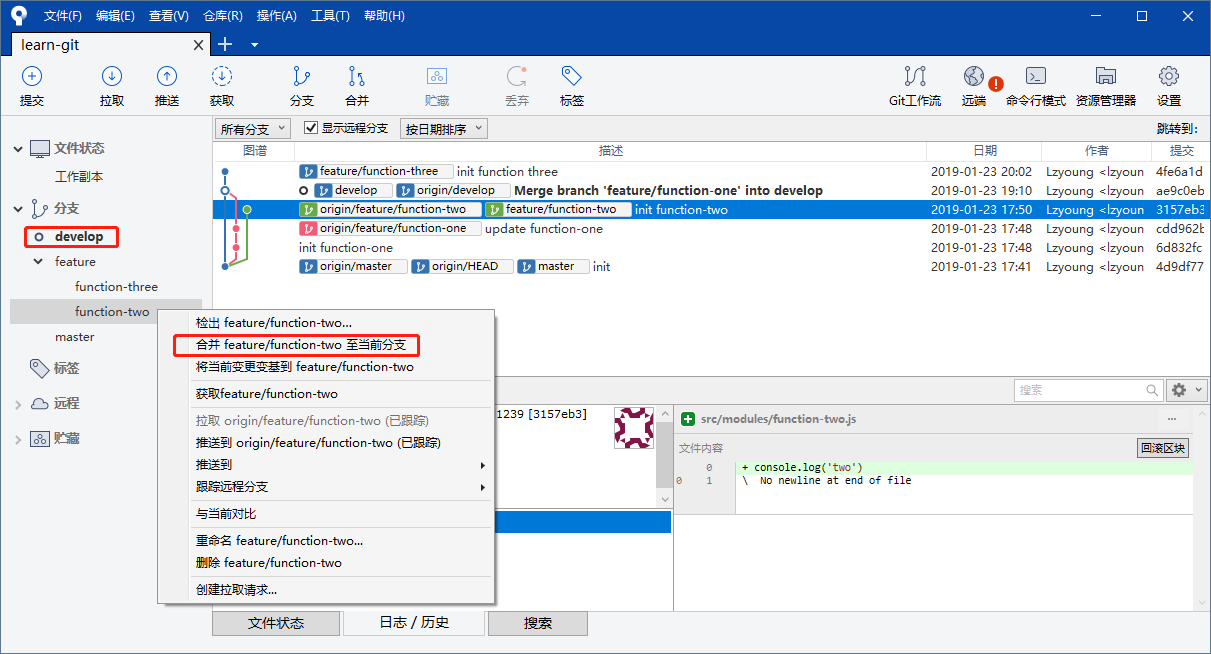 文件(F) 编辑(E) 查看(V) 仓库(R) 操作(A) 工具(T) 帮助(H)
learn-git
提交 拉取 推送 获取 分支 合并 贮藏 丢弃 标签 Git工作流 远端 命令行模式 资源管理器 设置
所有分支 显示远程分支 按日期排序 跳转到:
图谱 描述 日期 作者 提交
feature/function-three init function three 2019-01-23 20:02 Lzyoung <lzyoun 4fe6a1d
develop origin/develop Merge branch 'feature/function-one' into develop 2019-01-23 19:10 Lzyoung <lzyoun ae9c0eb
origin/feature/function-two feature/function-two init function-two 2019-01-23 17:50 Lzyoung <lzyoun 3157eb3
origin/feature/function-one update function-one 2019-01-23 17:48 Lzyoung <lzyoun cdd962b
init function-one 2019-01-23 17:48 Lzyoung <lzyoun 6d832fc
origin/master origin/HEAD master init 2019-01-23 17:41 Lzyoung <lzyoun 4d9df77
文件状态
工作副本
分支
develop
feature
function-three
function-two
master
标签
远程
贮藏
检出 feature/function-two...
合并 feature/function-two 至当前分支
将当前变更变基到 feature/function-two
获取feature/function-two
拉取 origin/feature/function-two (已跟踪)
推送到 origin/feature/function-two (已跟踪)
推送到
跟踪远程分支
与当前对比
重命名 feature/function-two...
删除 feature/function-two
创建拉取请求...
搜索
1239 [3157eb3]
src/modules/function-two.js
文件内容 回滚区块
0 + console.log('two')
0 1 \ No newline at end of file
文件状态 日志 / 历史 搜索